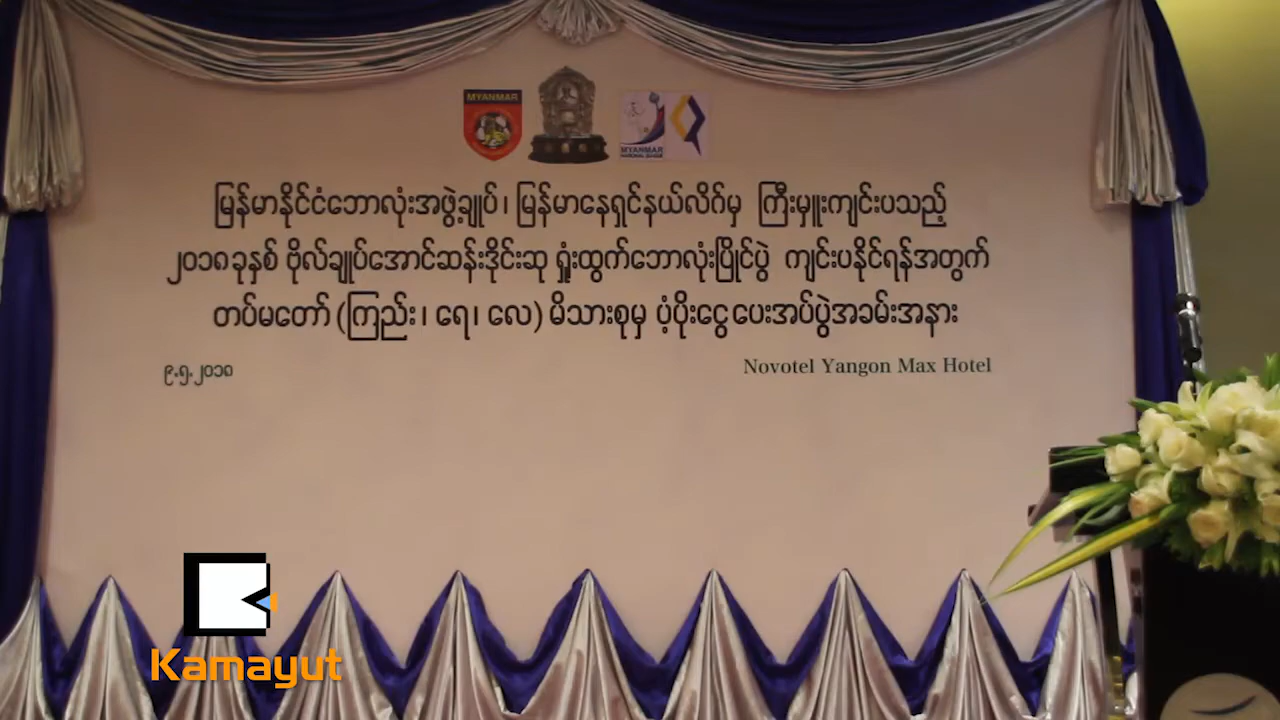 MYANMAR
MYANMAR
NATIONAL LEAGUE
မြန်မာနိုင်ငံဘောလုံးအဖွဲ့ချုပ်၊ မြန်မာနေရှင်နယ်လိဂ်မှ ကြီးမှူးကျင်းပသည့်
၂၀၁၈ခုနှစ် ဗိုလ်ချုပ်အောင်ဆန်းဒိုင်းဆု ရှုံးထွက်ဘောလုံးပြိုင်ပွဲ ကျင်းပနိုင်ရန်အတွက်
တပ်မတော် (ကြည်း၊ ရေ၊ လေ) မိသားစုမှ ပံ့ပိုးငွေပေးအပ်ပွဲအခမ်းအနား
၉.၅.၂၀၁၈
Novotel Yangon Max Hotel
Kamayut